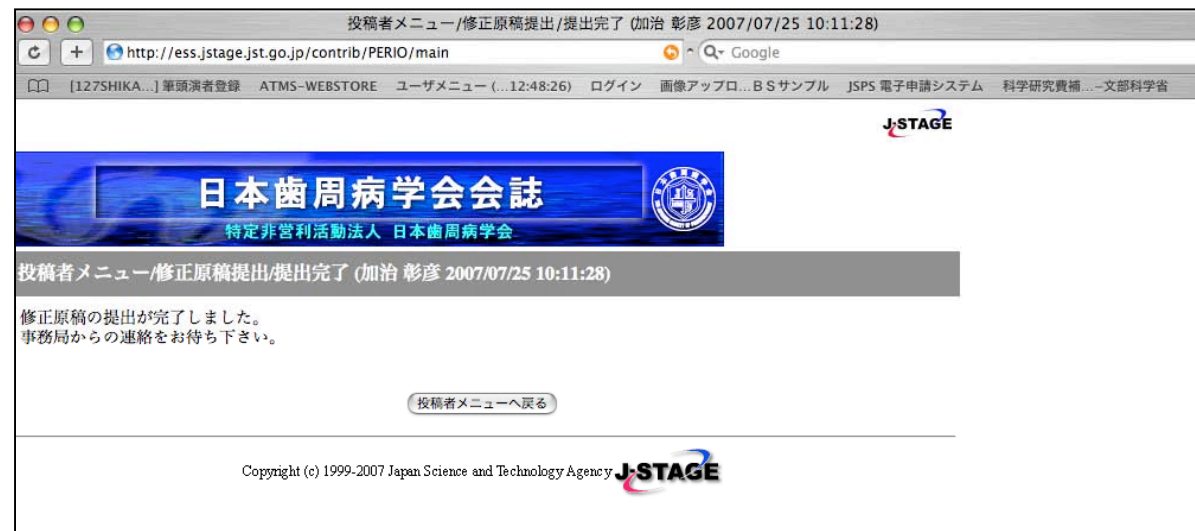 投稿者メニュー/修正原稿提出/提出完了 (加治 彰彦 2007/07/25 10:11:28)
http://ess.jstage.jst.go.jp/contrib/PERIO/main
Google
[127SHIKA...] 筆頭演者登録 ATMS-WEBSTORE ユーザメニュー (...12:48:26) ログイン 画像アップロ...ＢＳサンプル JSPS 電子申請システム 科学研究費補...−文部科学省
J-STAGE
日本歯周病学会会誌
特定非営利活動法人 日本歯周病学会
投稿者メニュー/修正原稿提出/提出完了 (加治 彰彦 2007/07/25 10:11:28)
修正原稿の提出が完了しました。
事務局からの連絡をお待ち下さい。
投稿者メニューへ戻る
Copyright (c) 1999-2007 Japan Science and Technology Agency J-STAGE